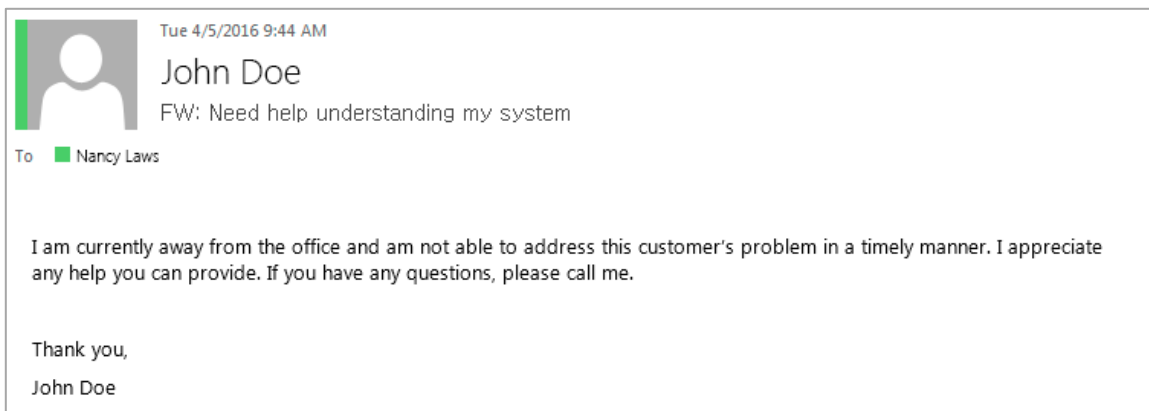 Tue 4/5/2016 9:44 AM
John Doe
FW: Need help understanding my system
To Nancy Laws
I am currently away from the office and am not able to address this customer's problem in a timely manner. I appreciate
any help you can provide. If you have any questions, please call me.
Thank you,
John Doe